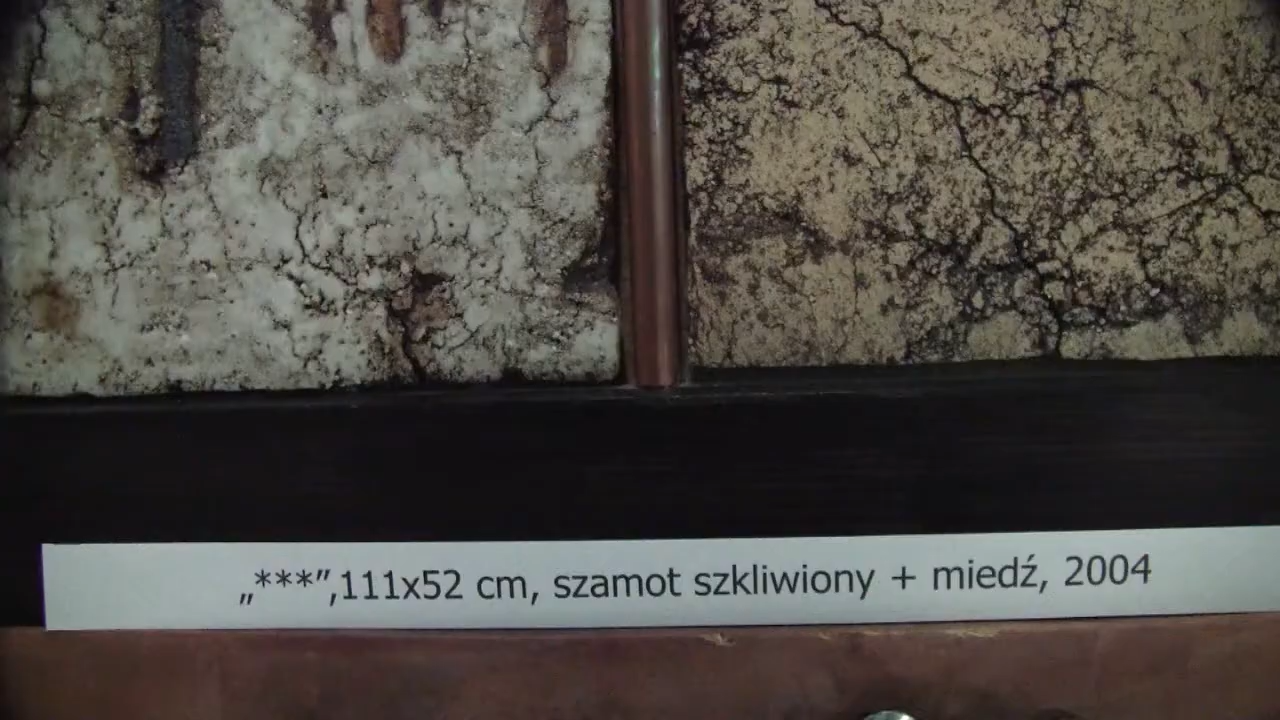 „***”,111x52 cm, szamot szkliwiony + miedź, 2004